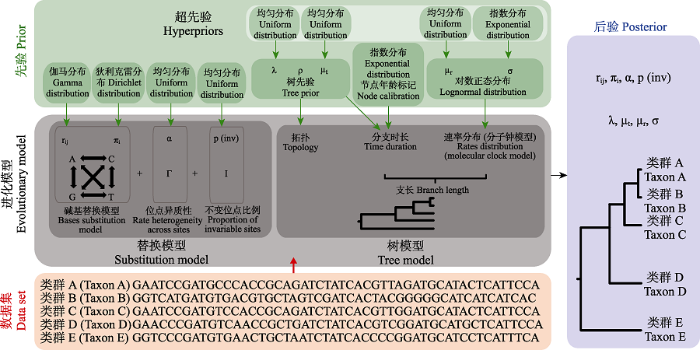 先验 Prior
超先验
Hyperpriors
均匀分布
Uniform
distribution
均匀分布
Uniform
distribution
均匀分布
Uniform
distribution
指数分布
Exponential
distribution
伽马分布
Gamma
distribution
狄利克雷分
布 Dirichlet
distribution
均匀分布
Uniform
distribution
均匀分布
Uniform
distribution
λ ρ μt
树先验
Tree prior
指数分布
Exponential
distribution
节点年龄标记
Node calibration
μr σ
对数正态分布
Lognormal distribution
进化模型
Evolutionary model
rij πi
A C
G T
碱基替换模型
Bases substitution
model
+
α
Γ
位点异质性
Rate heterogeneity
across sites
+
p (inv)
I
不变位点比例
Proportion of
invariable sites
替换模型
Substitution model
拓扑
Topology
分支时长
Time duration
速率分布 (分子钟模型)
Rates distribution
(molecular clock model)
支长 Branch length
树模型
Tree model
数据集
Data set
类群 A (Taxon A) GAATCCGATGCCCACCGCAGATCTATCACGTTAGATGCATACTCATTCCA
类群 B (Taxon B) GGTCATGATGTGACGTGCTAGTCGATCACTACGGGGGCATCATCATCAC
类群 C (Taxon C) GAATCCGATGTCCACCGCAGATCTATCACGTTGGATGCATACTCATTCCA
类群 D (Taxon D) GAACCCGATGTCAACCGCTGATCTATCACGTCGGATGCATGCTCATTCCA
类群 E (Taxon E) GGTCCCGATGTGAACTGCTAATCTATCACCCCGGATGCATCCTCATTTCA
后验 Posterior
rij, πi, α, p (inv)
λ, μt, μr, σ
类群 A
Taxon A
类群 B
Taxon B
类群 C
Taxon C
类群 D
Taxon D
类群 E
Taxon E